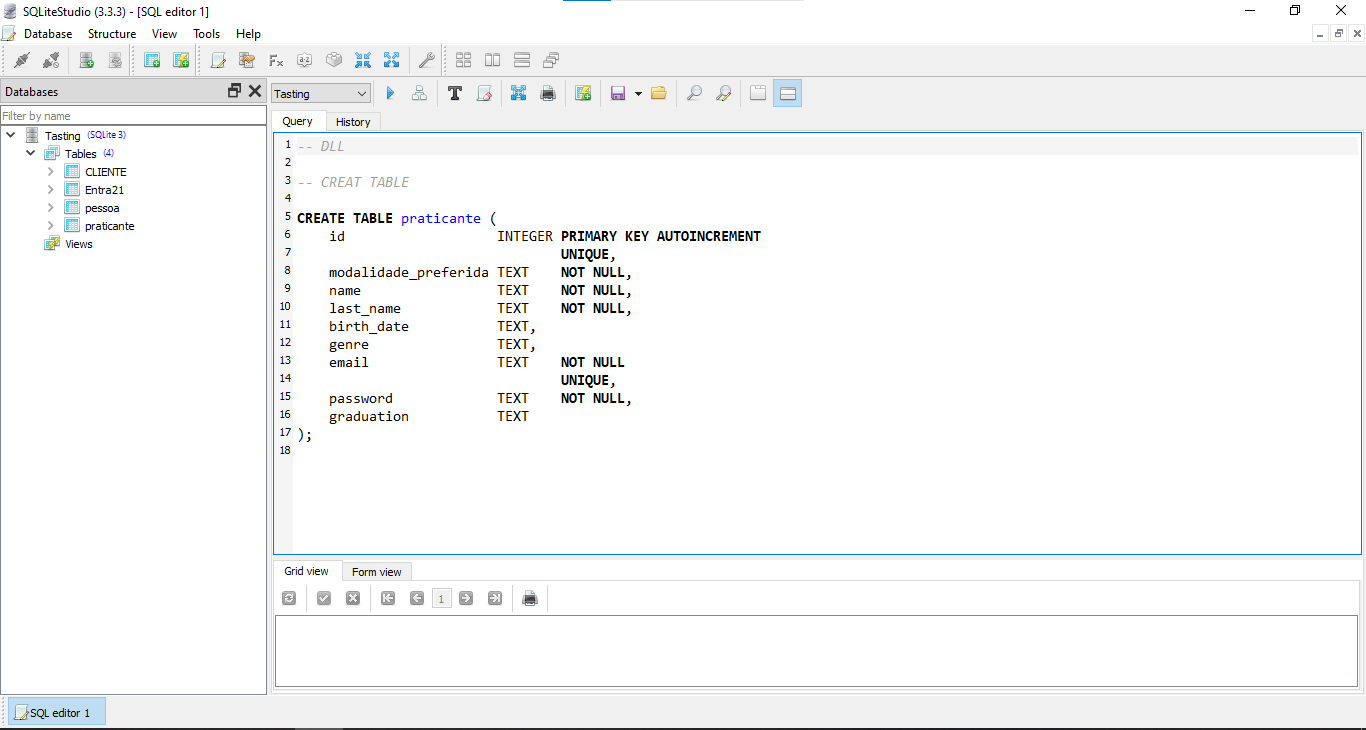 SQLiteStudio (3.3.3) - [SQL editor 1]
Database Structure View Tools Help
Databases
Filter by name
Tasting (SQLite 3)
Tables (4)
CLIENTE
Entra21
pessoa
praticante
Views
Tasting
Query History
1 -- DLL
2
3 -- CREAT TABLE
4
5 CREATE TABLE praticante (
6 id INTEGER PRIMARY KEY AUTOINCREMENT
7 UNIQUE,
8 modalidade_preferida TEXT NOT NULL,
9 name TEXT NOT NULL,
10 last_name TEXT NOT NULL,
11 birth_date TEXT,
12 genre TEXT,
13 email TEXT NOT NULL
14 UNIQUE,
15 password TEXT NOT NULL,
16 graduation TEXT
17 );
18
Grid view Form view
1
SQL editor 1